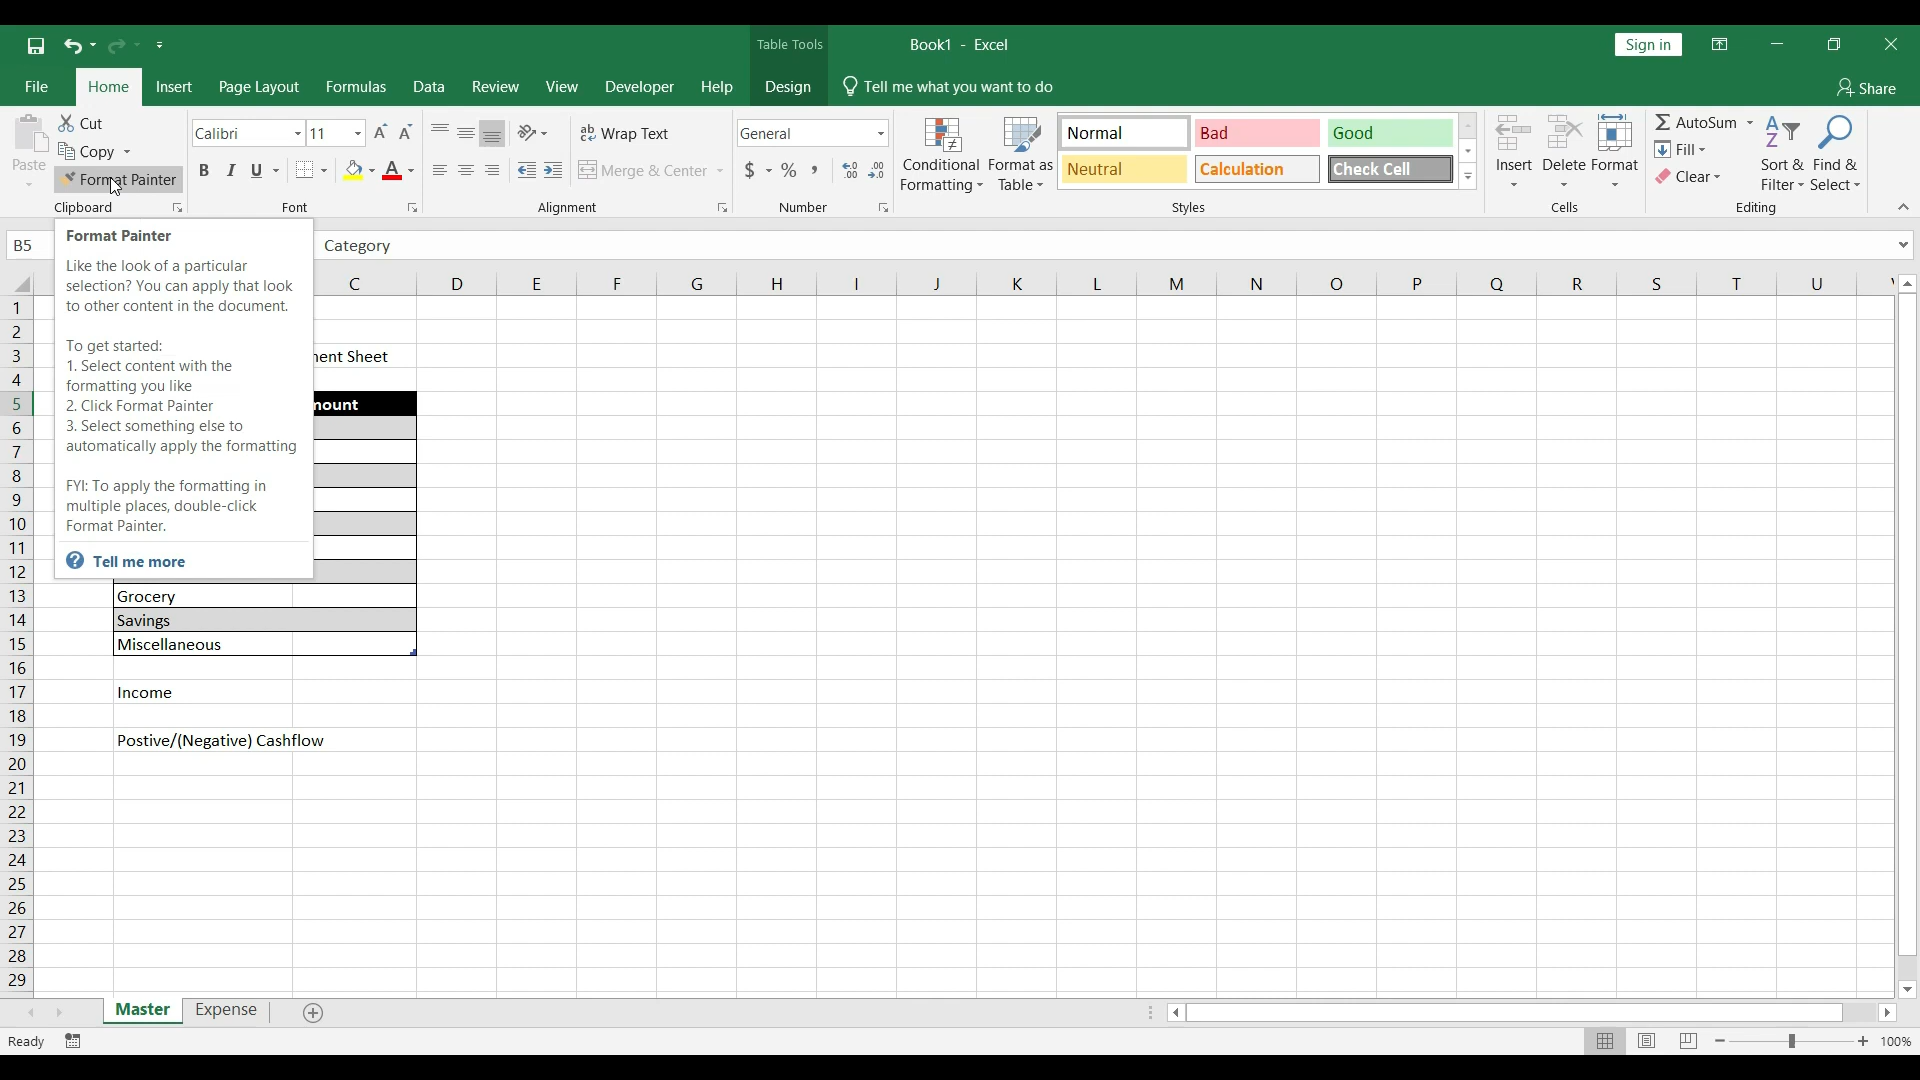 Table Tools
Book1 - Excel
Sign in
File Home Insert Page Layout Formulas Data Review View Developer Help Design Tell me what you want to do Share
Paste
Cut
Copy
Format Painter
Clipboard
Calibri 11
B I U A
Font
Wrap Text
Merge & Center
Alignment
General
$ % ,
Number
Conditional Formatting
Format as Table
Normal Bad Good
Neutral Calculation Check Cell
Styles
Insert Delete Format
Cells
AutoSum
Fill
Clear
Sort & Filter
Find & Select
Editing
B5 Category
Format Painter
Like the look of a particular
selection? You can apply that look
to other content in the document.
To get started:
1. Select content with the
formatting you like
2. Click Format Painter
3. Select something else to
automatically apply the formatting
FYI: To apply the formatting in
multiple places, double-click
Format Painter.
Tell me more
C D E F G H I J K L M N O P Q R S T U
1
2
3 nent Sheet
4
5 nount
6
7
8
9
10
11
12
13 Grocery
14 Savings
15 Miscellaneous
16
17 Income
18
19 Postive/(Negative) Cashflow
20
21
22
23
24
25
26
27
28
29
Master Expense
Ready 100%